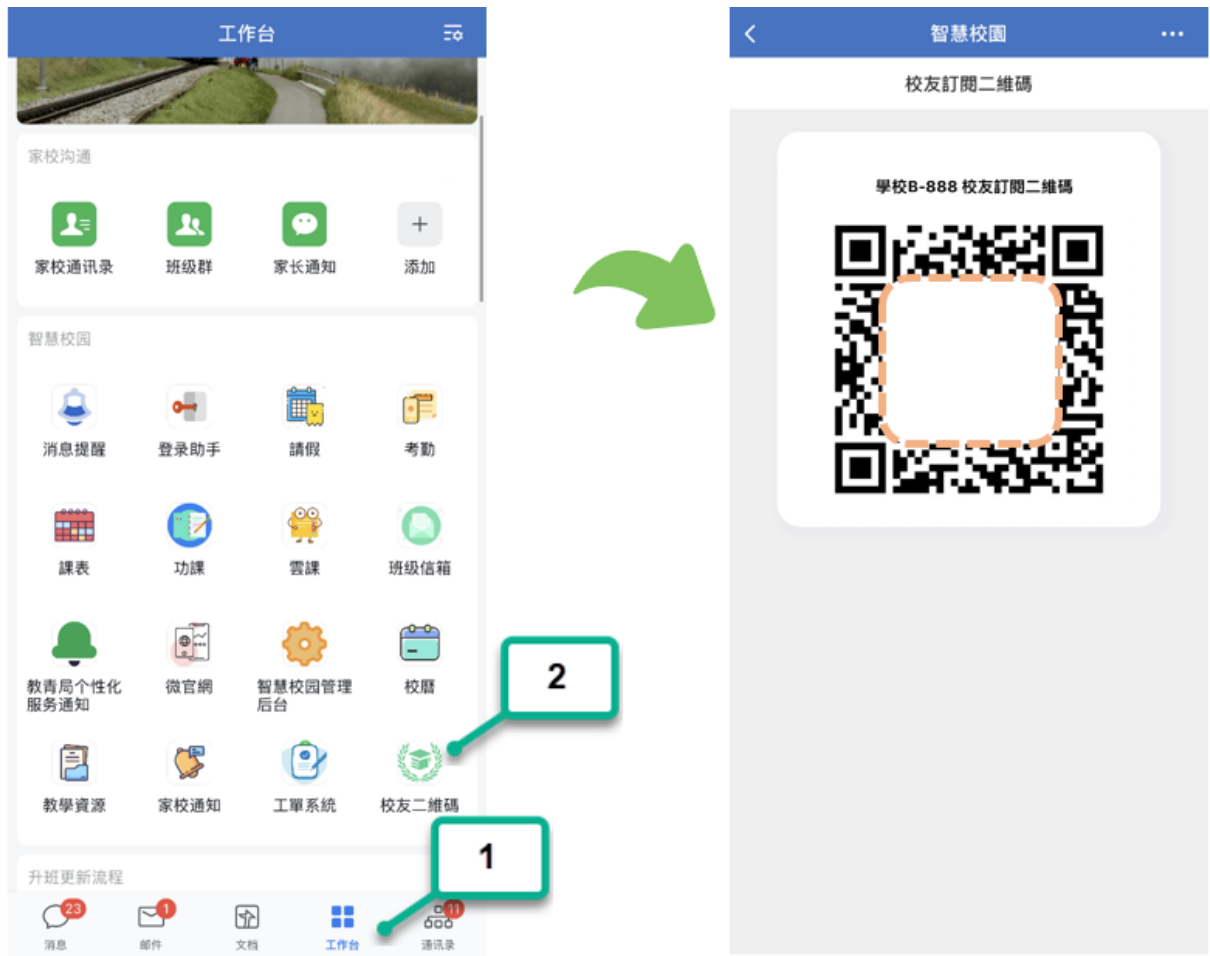 工作台
家校沟通
家校通讯录
班级群
家长通知
添加
智慧校园
消息提醒
登录助手
請假
考勤
課表
功課
雲課
班级信箱
教青局个性化
服务通知
微官網
智慧校园管理
后台
校曆
教學資源
家校通知
工單系統
校友二維碼
升班更新流程
23
1
11
消息
邮件
文档
工作台
通讯录
2
1
智慧校園
校友訂閱二維碼
學校B-888 校友訂閱二維碼